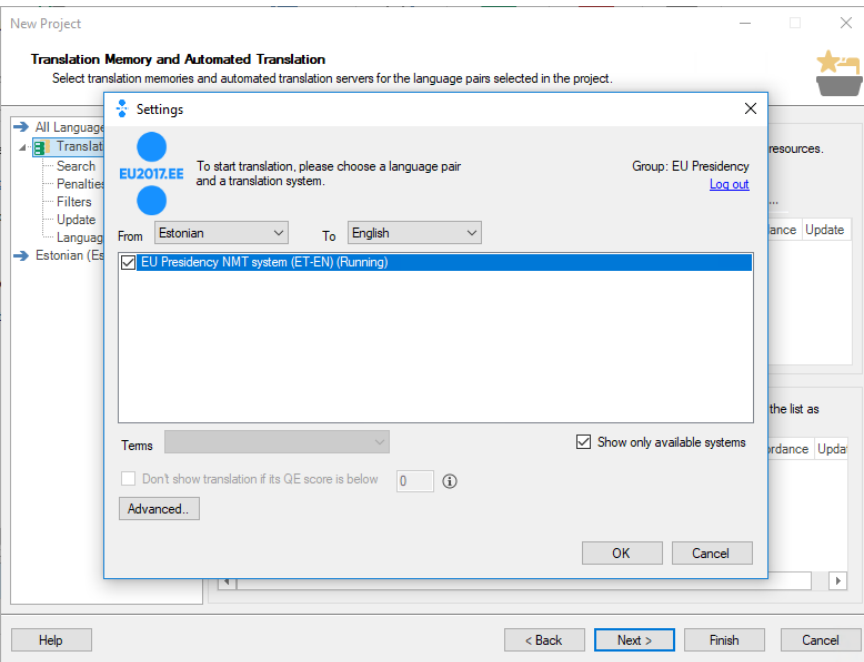 New Project
Translation Memory and Automated Translation
Select translation memories and automated translation servers for the language pairs selected in the project.
Settings
EU2017.EE
To start translation, please choose a language pair
and a translation system.
Group: EU Presidency
Log out
From Estonian To English
EU Presidency NMT system (ET-EN) (Running)
Terms
Show only available systems
Don't show translation if its QE score is below 0
Advanced..
OK Cancel
All Language
Translat
Search
Penaltie
Filters
Update
Languag
Estonian (Es
resources.
...
lance Update
the list as
ordance Updat
Help < Back Next > Finish Cancel